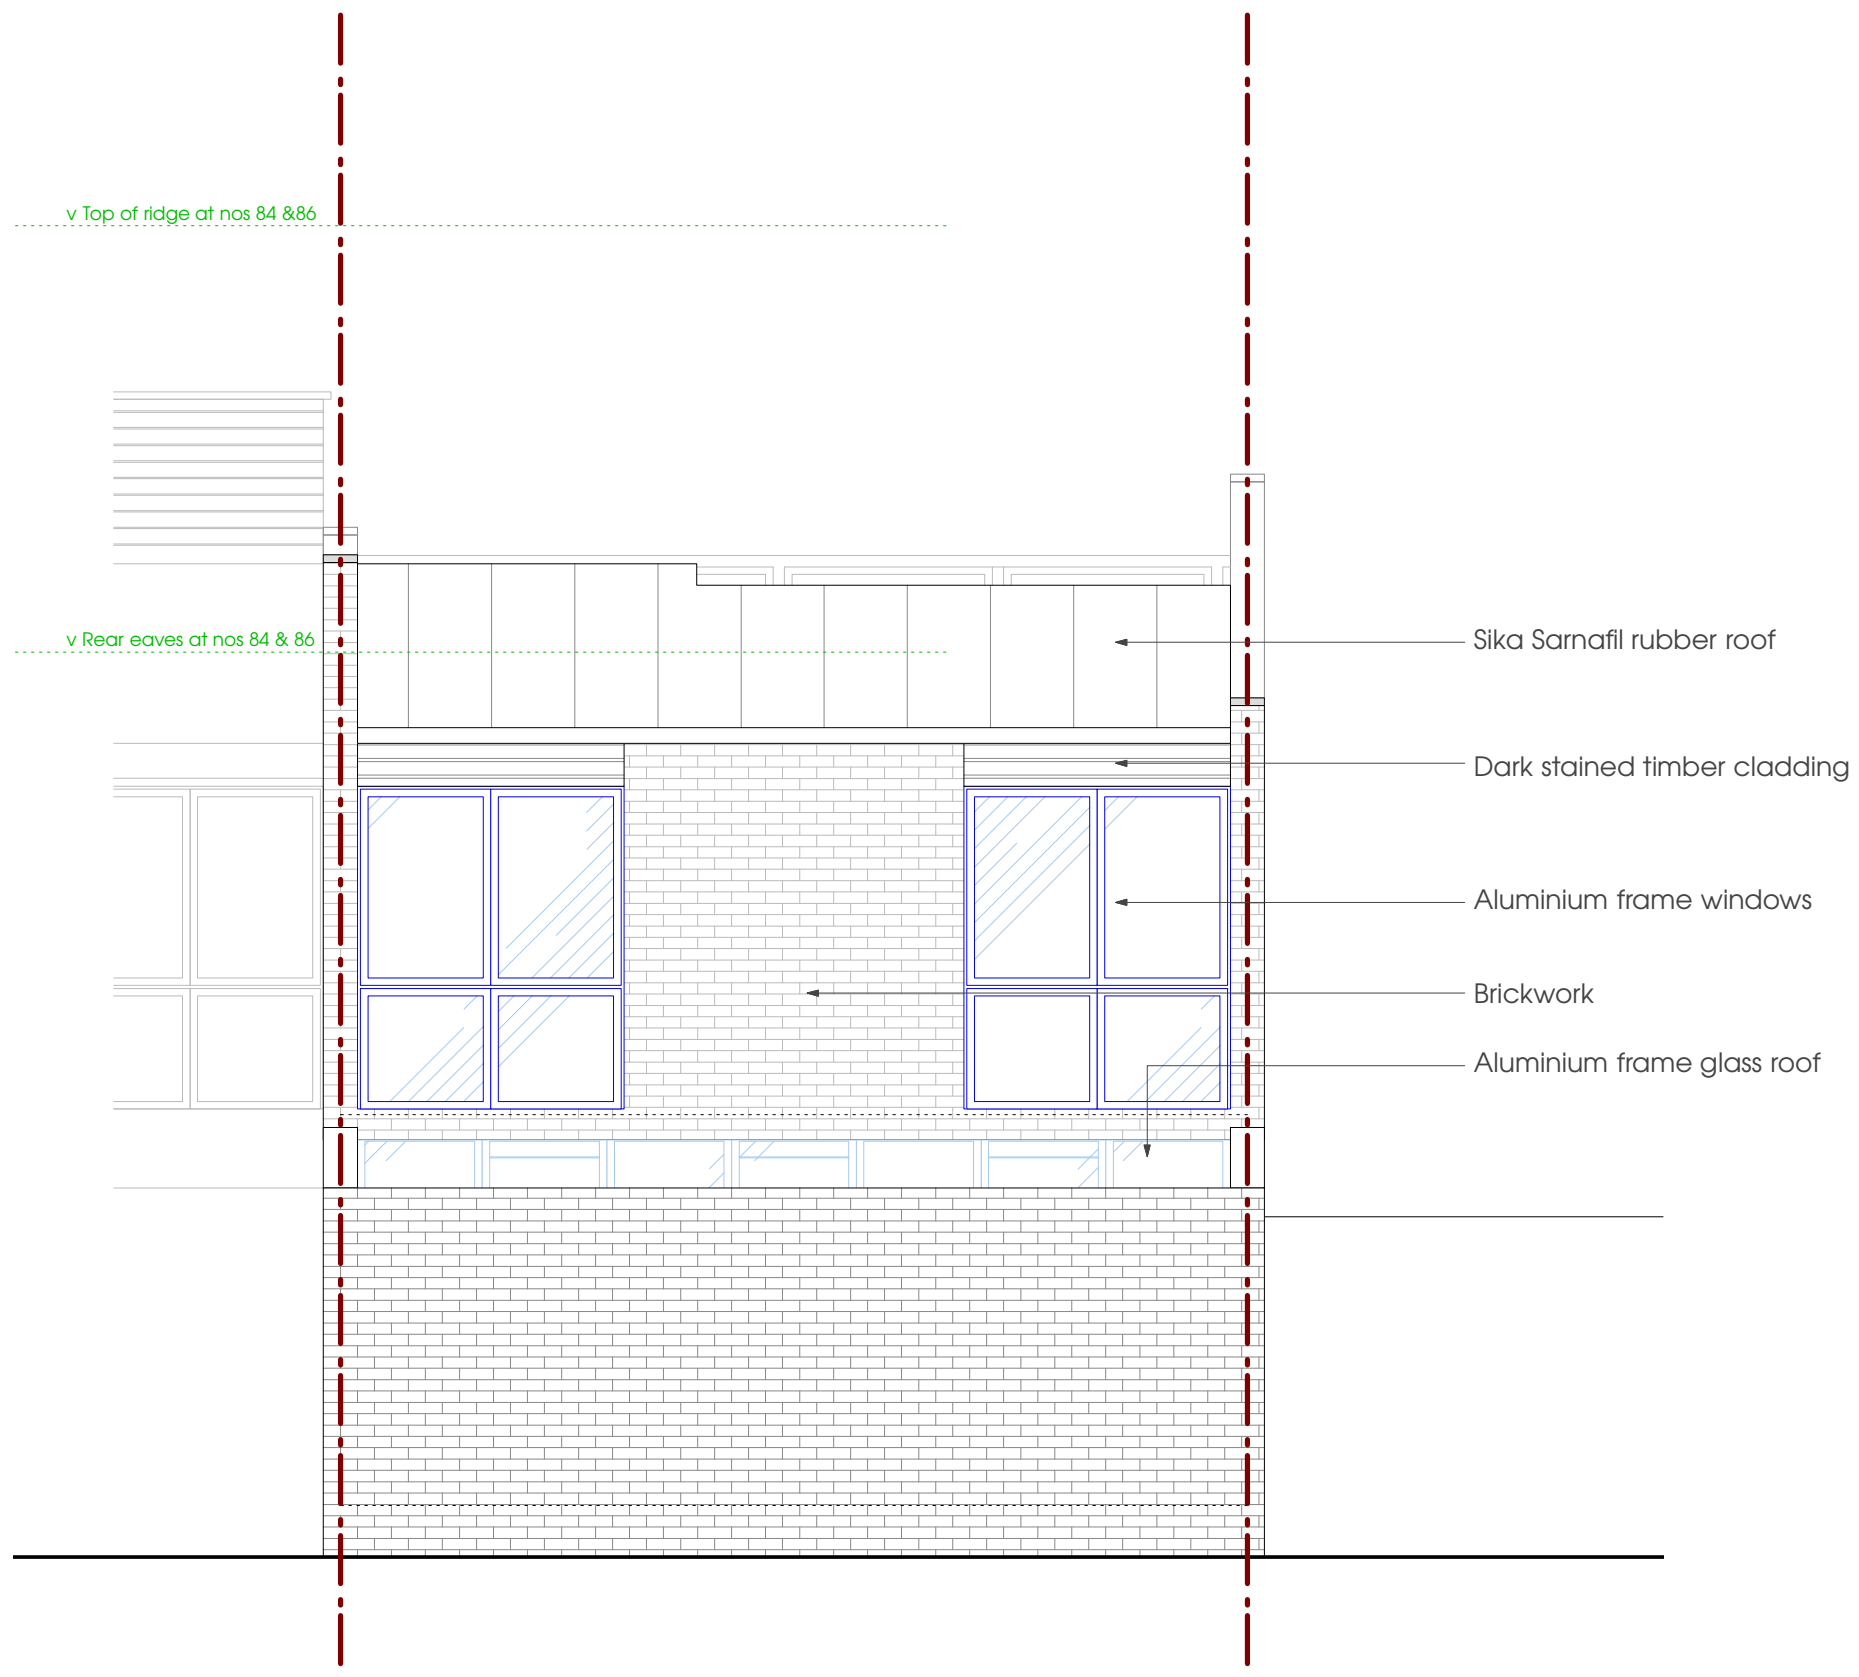 v Top of ridge at nos 84 &86
v Rear eaves at nos 84 & 86
Sika Sarnafil rubber roof
Dark stained timber cladding
Aluminium frame windows
Brickwork
Aluminium frame glass roof